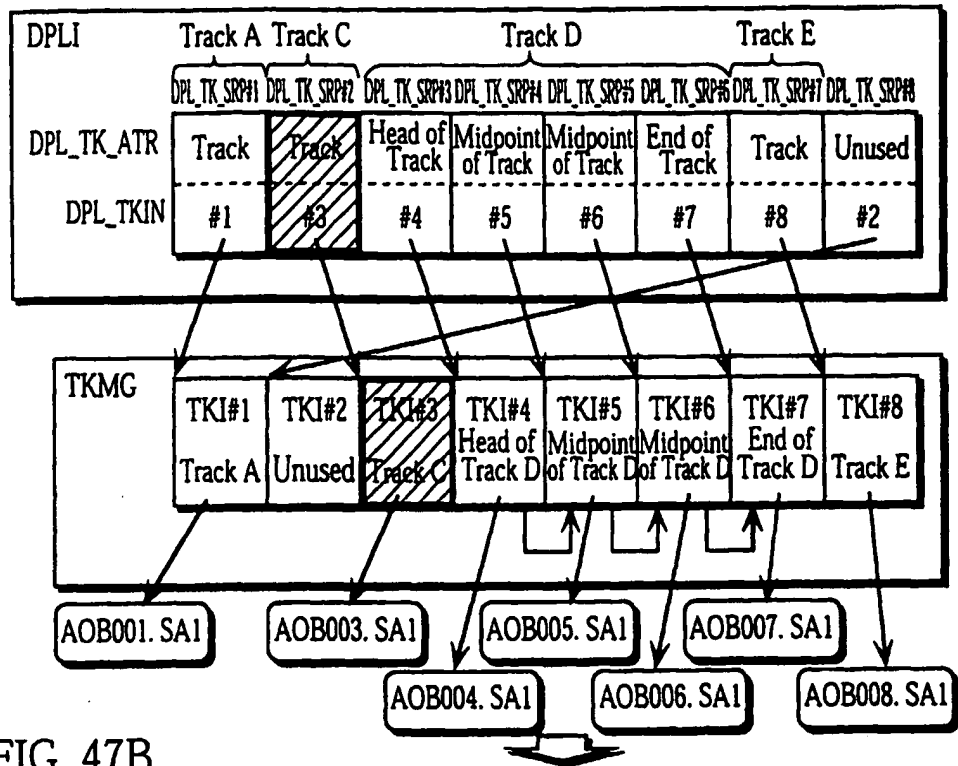 DPLI
Track A Track C Track D Track E
DPL_TK_SRP#1 DPL_TK_SRP#2 DPL_TK_SRP#3 DPL_TK_SRP#4 DPL_TK_SRP#5 DPL_TK_SRP#6 DPL_TK_SRP#7 DPL_TK_SRP#8
DPL_TK_ATR
Track
Track
Head of
Track
Midpoint
of Track
Midpoint
of Track
End of
Track
Track
Unused
DPL_TKIN
#1 #3 #4 #5 #6 #7 #8 #2
TKMG
TKI#1
Track A
TKI#2
Unused
TKI#3
Track C
TKI#4
Head of
Track D
TKI#5
Midpoint
of Track D
TKI#6
Midpoint
of Track D
TKI#7
End of
Track D
TKI#8
Track E
AOB001. SA1 AOB003. SA1 AOB005. SA1 AOB007. SA1
AOB004. SA1 AOB006. SA1 AOB008. SA1
FIG. 47B